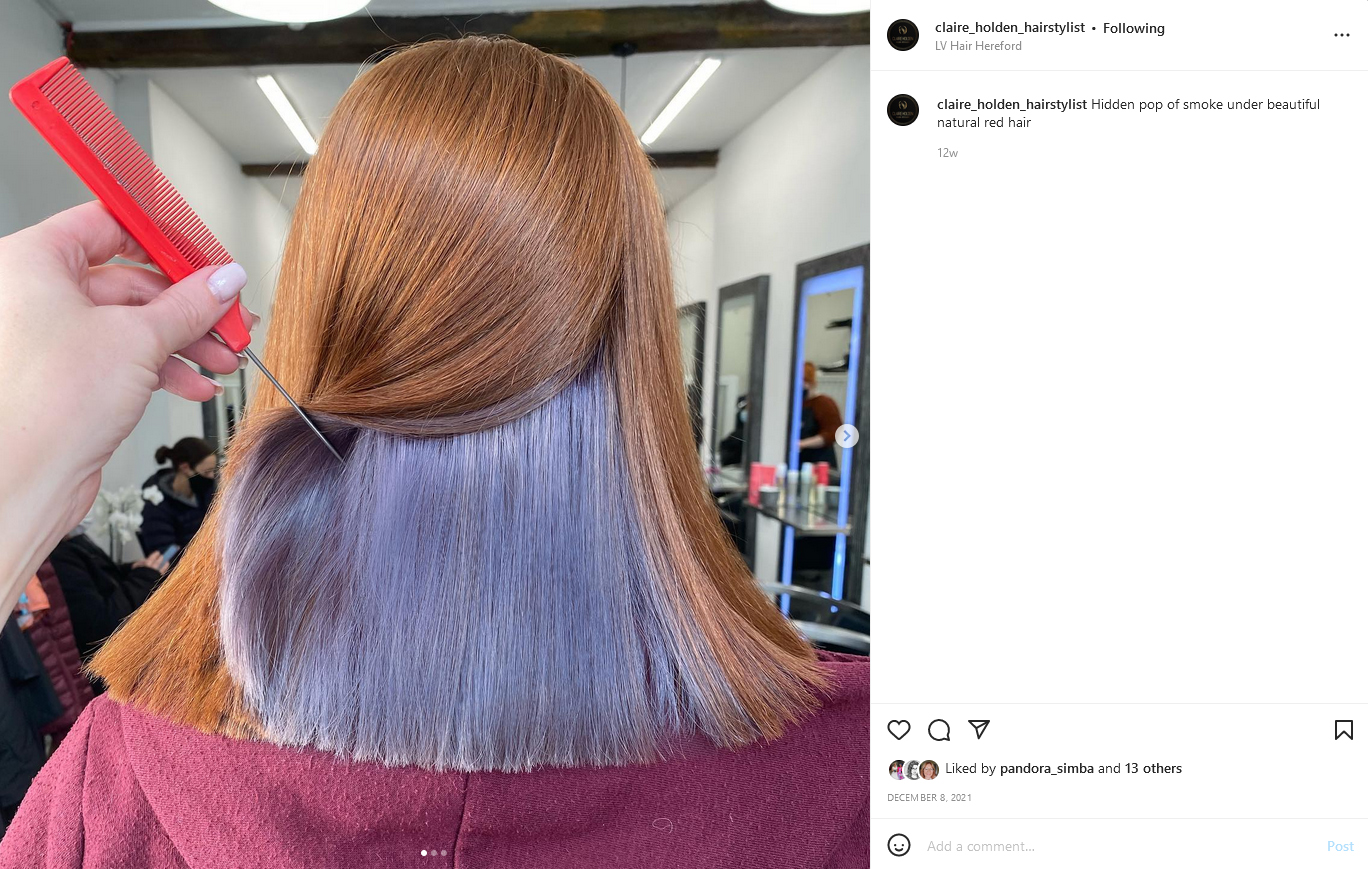 claire_holden_hairstylist • Following
LV Hair Hereford
claire_holden_hairstylist Hidden pop of smoke under beautiful
natural red hair
12w
Liked by pandora_simba and 13 others
DECEMBER 8, 2021
Add a comment...
Post